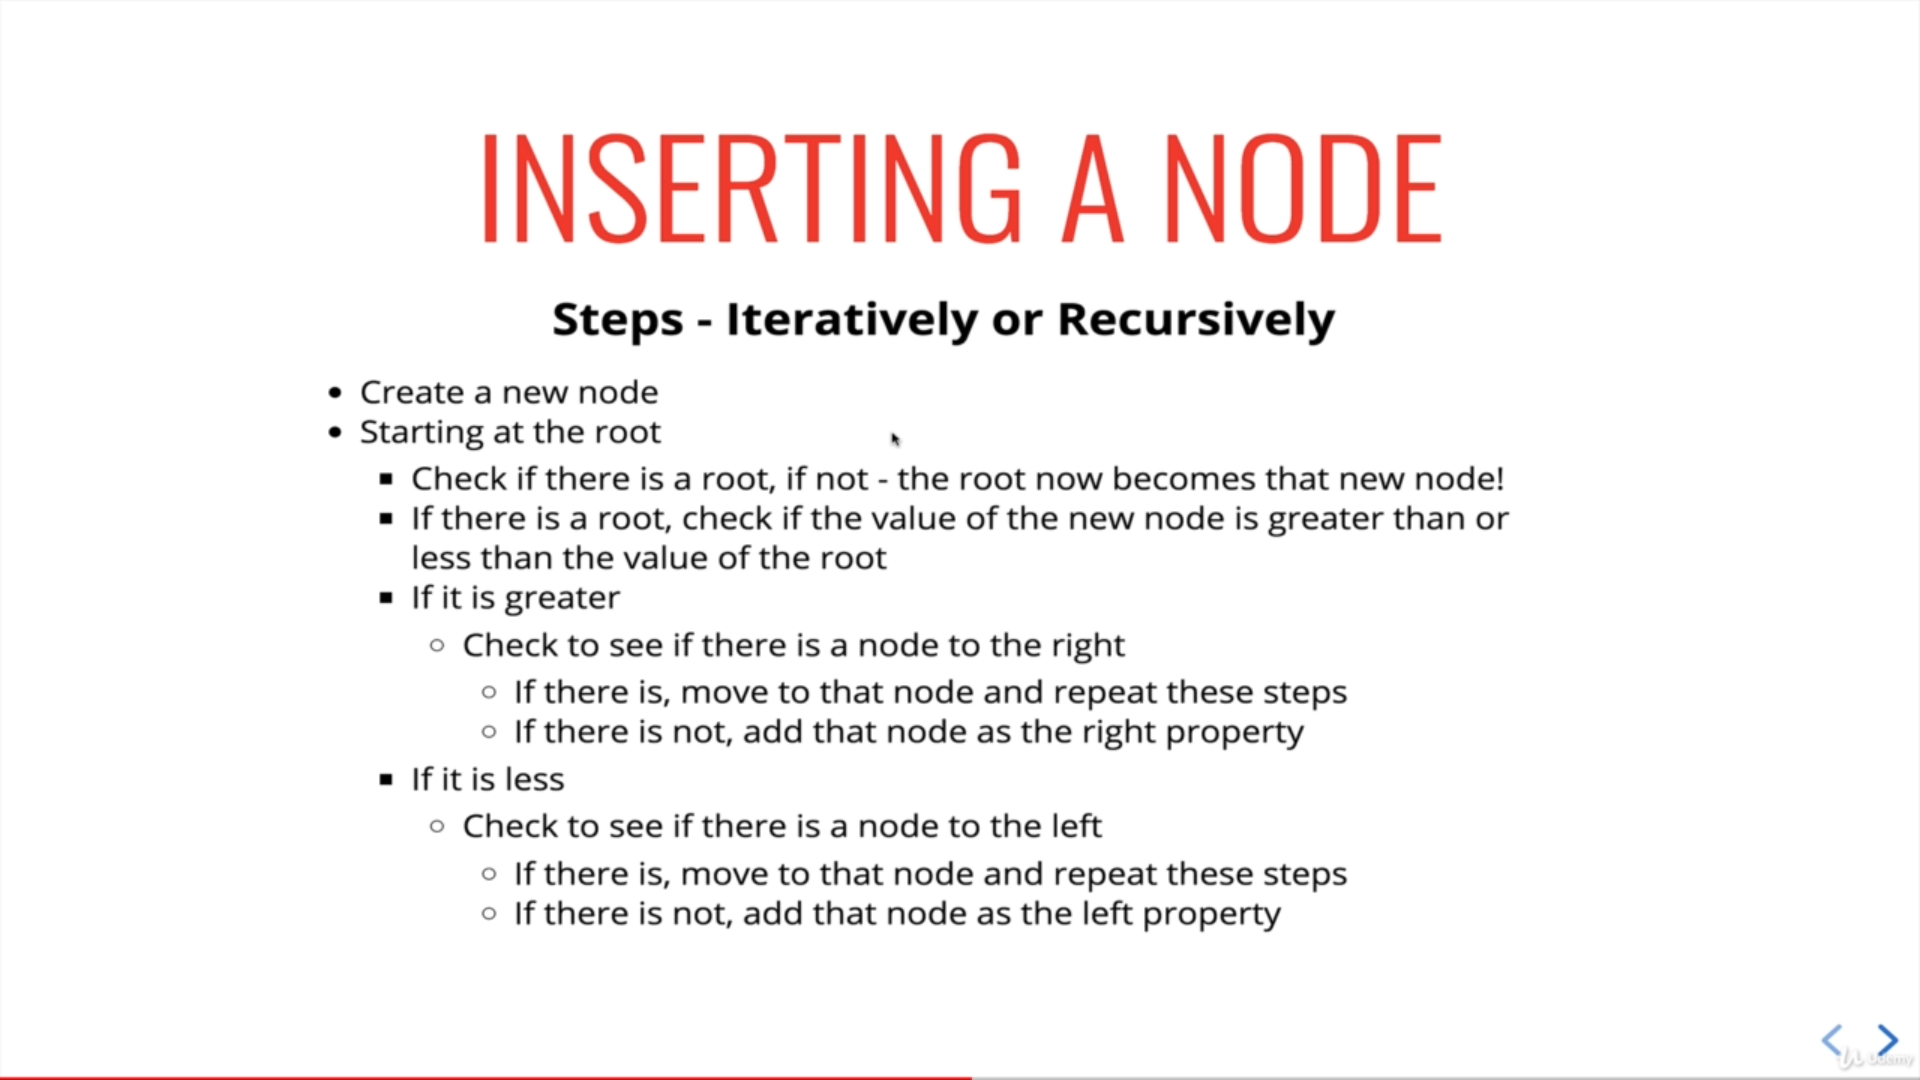 INSERTING A NODE
Steps - Iteratively or Recursively
Create a new node
Starting at the root
Check if there is a root, if not - the root now becomes that new node!
If there is a root, check if the value of the new node is greater than or
less than the value of the root
If it is greater
Check to see if there is a node to the right
If there is, move to that node and repeat these steps
If there is not, add that node as the right property
If it is less
Check to see if there is a node to the left
If there is, move to that node and repeat these steps
If there is not, add that node as the left property
Udemy